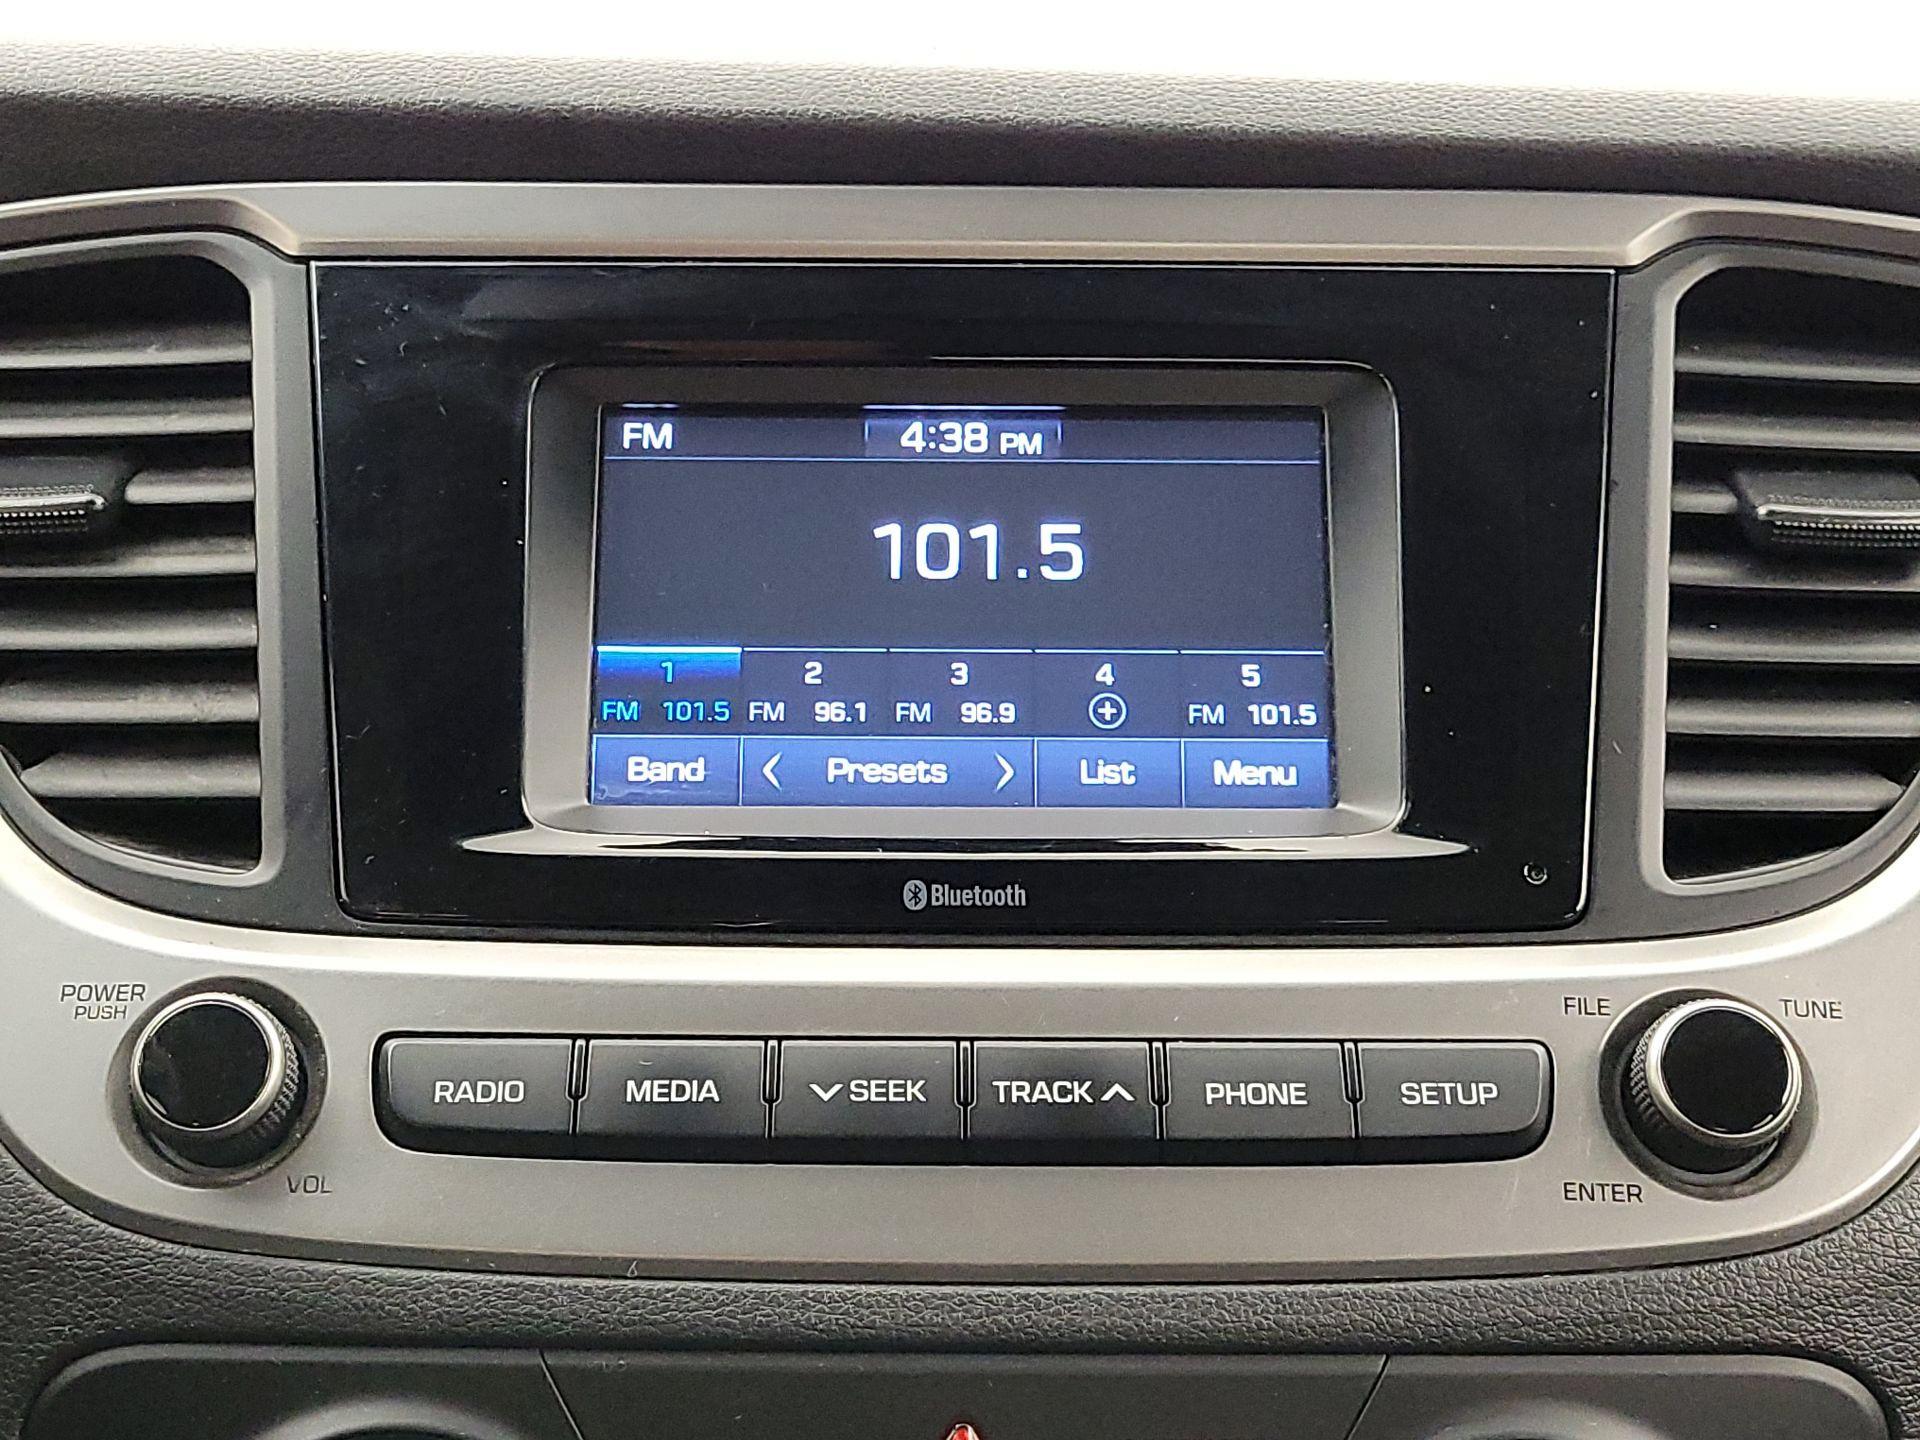 FM 4:38 PM
101.5
1 2 3 4 5
FM 101.5 FM 96.1 FM 96.9 FM 101.5
Band Presets List Menu
Bluetooth
POWER
PUSH
VOL
RADIO MEDIA SEEK TRACK PHONE SETUP
FILE TUNE
ENTER